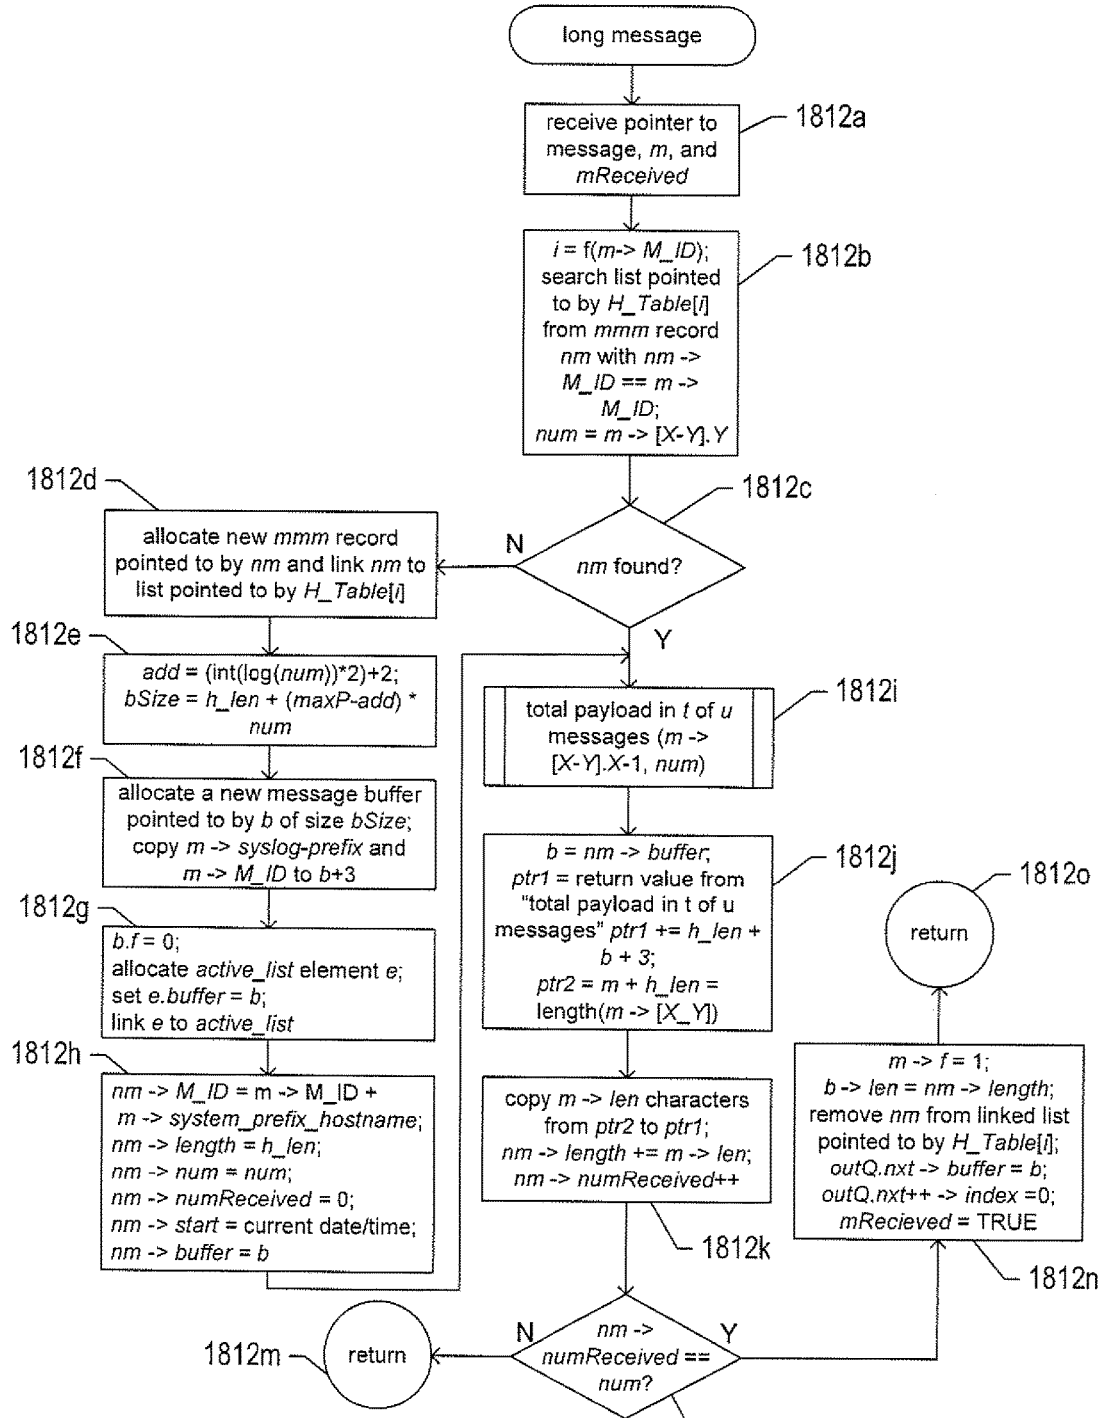 long message
1812a
receive pointer to
message, m, and
mReceived
1812b
i = f(m-> M_ID);
search list pointed
to by H_Table[i]
from mmm record
nm with nm ->
M_ID == m ->
M_ID;
num = m -> [X-Y].Y
1812c
nm found?
N
Y
1812d
allocate new mmm record
pointed to by nm and link nm to
list pointed to by H_Table[i]
1812e
add = (int(log(num))*2)+2;
bSize = h_len + (maxP-add) *
num
1812f
allocate a new message buffer
pointed to by b of size bSize;
copy m -> syslog-prefix and
m -> M_ID to b+3
1812g
b.f = 0;
allocate active_list element e;
set e.buffer = b;
link e to active_list
1812h
nm -> M_ID = m -> M_ID +
m -> system_prefix_hostname;
nm -> length = h_len;
nm -> num = num;
nm -> numReceived = 0;
nm -> start = current date/time;
nm -> buffer = b
1812i
total payload in t of u
messages (m ->
[X-Y].X-1, num)
1812j
b = nm -> buffer;
ptr1 = return value from
"total payload in t of u
messages" ptr1 += h_len +
b + 3;
ptr2 = m + h_len =
length(m -> [X_Y])
copy m -> len characters
from ptr2 to ptr1;
nm -> length += m -> len;
nm -> numReceived++
1812k
nm ->
numReceived ==
num?
N
Y
1812m
return
m -> f = 1;
b -> len = nm -> length;
remove nm from linked list
pointed to by H_Table[i];
outQ.nxt -> buffer = b;
outQ.nxt++ -> index =0;
mRecieved = TRUE
1812n
1812o
return